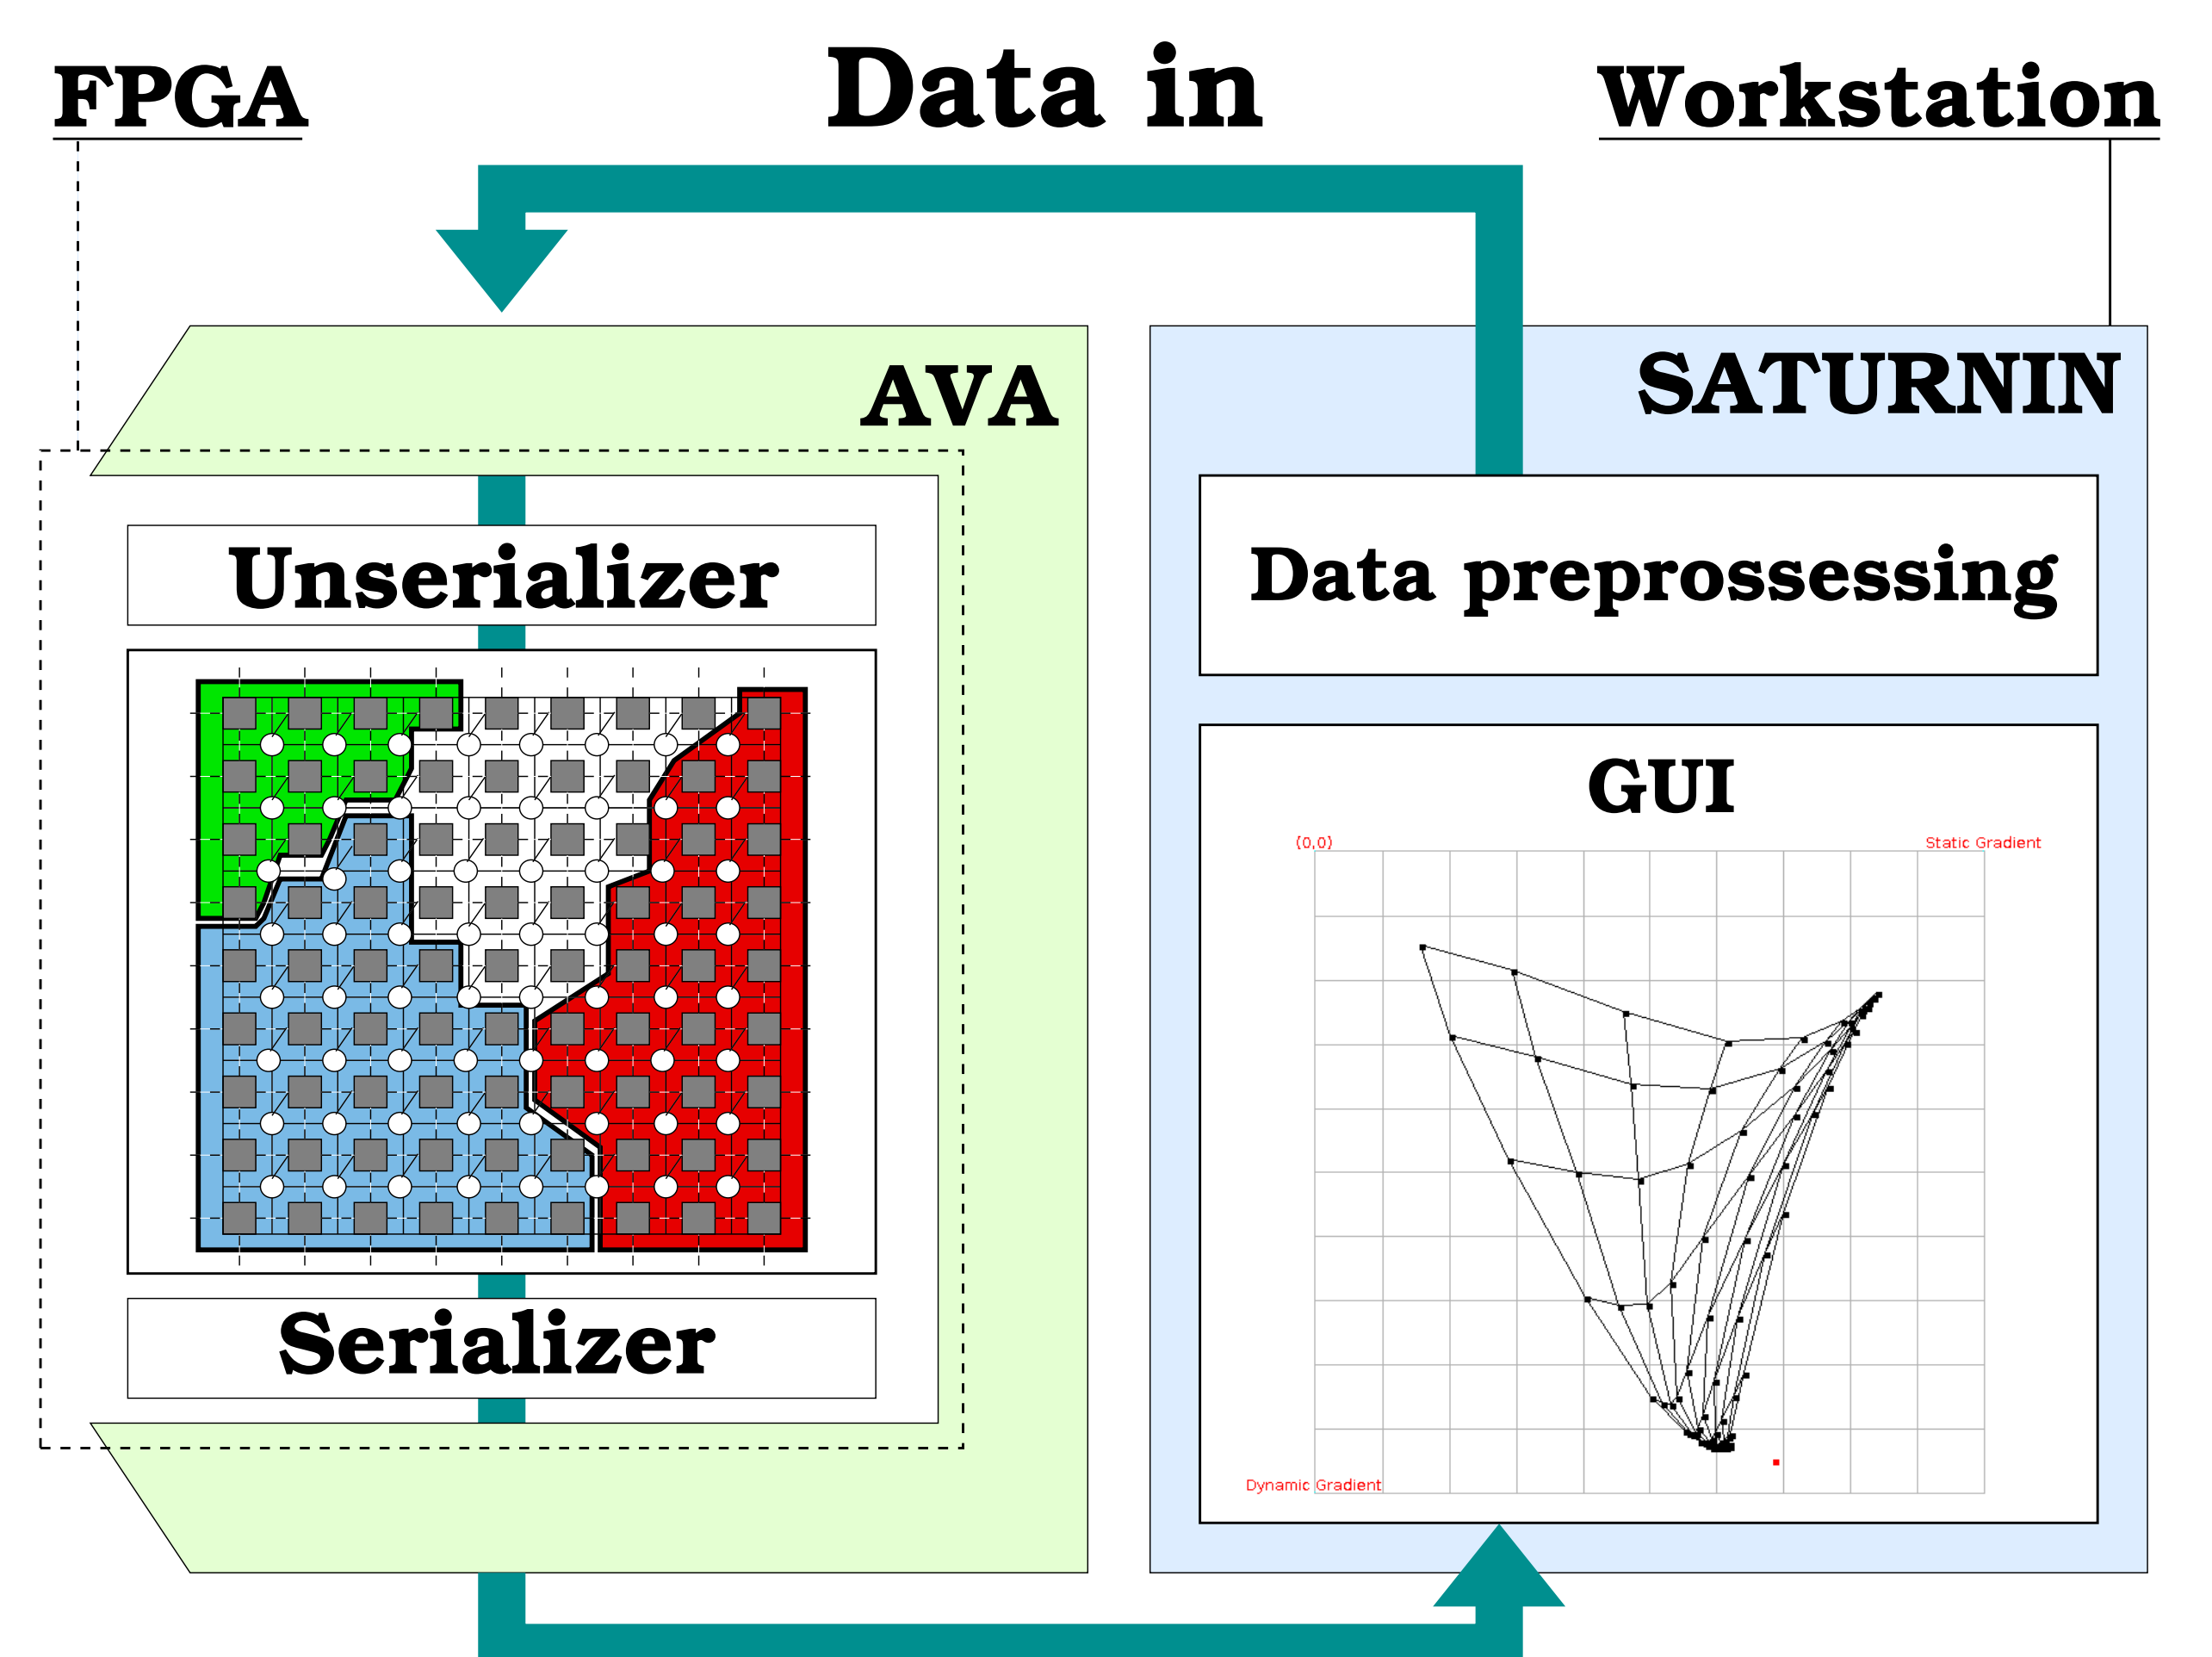 FPGA
Data in
Workstation
AVA
SATURNIN
Unserializer
Data preprossessing
GUI
(0,0)
Static Gradient
Serializer
Dynamic Gradient